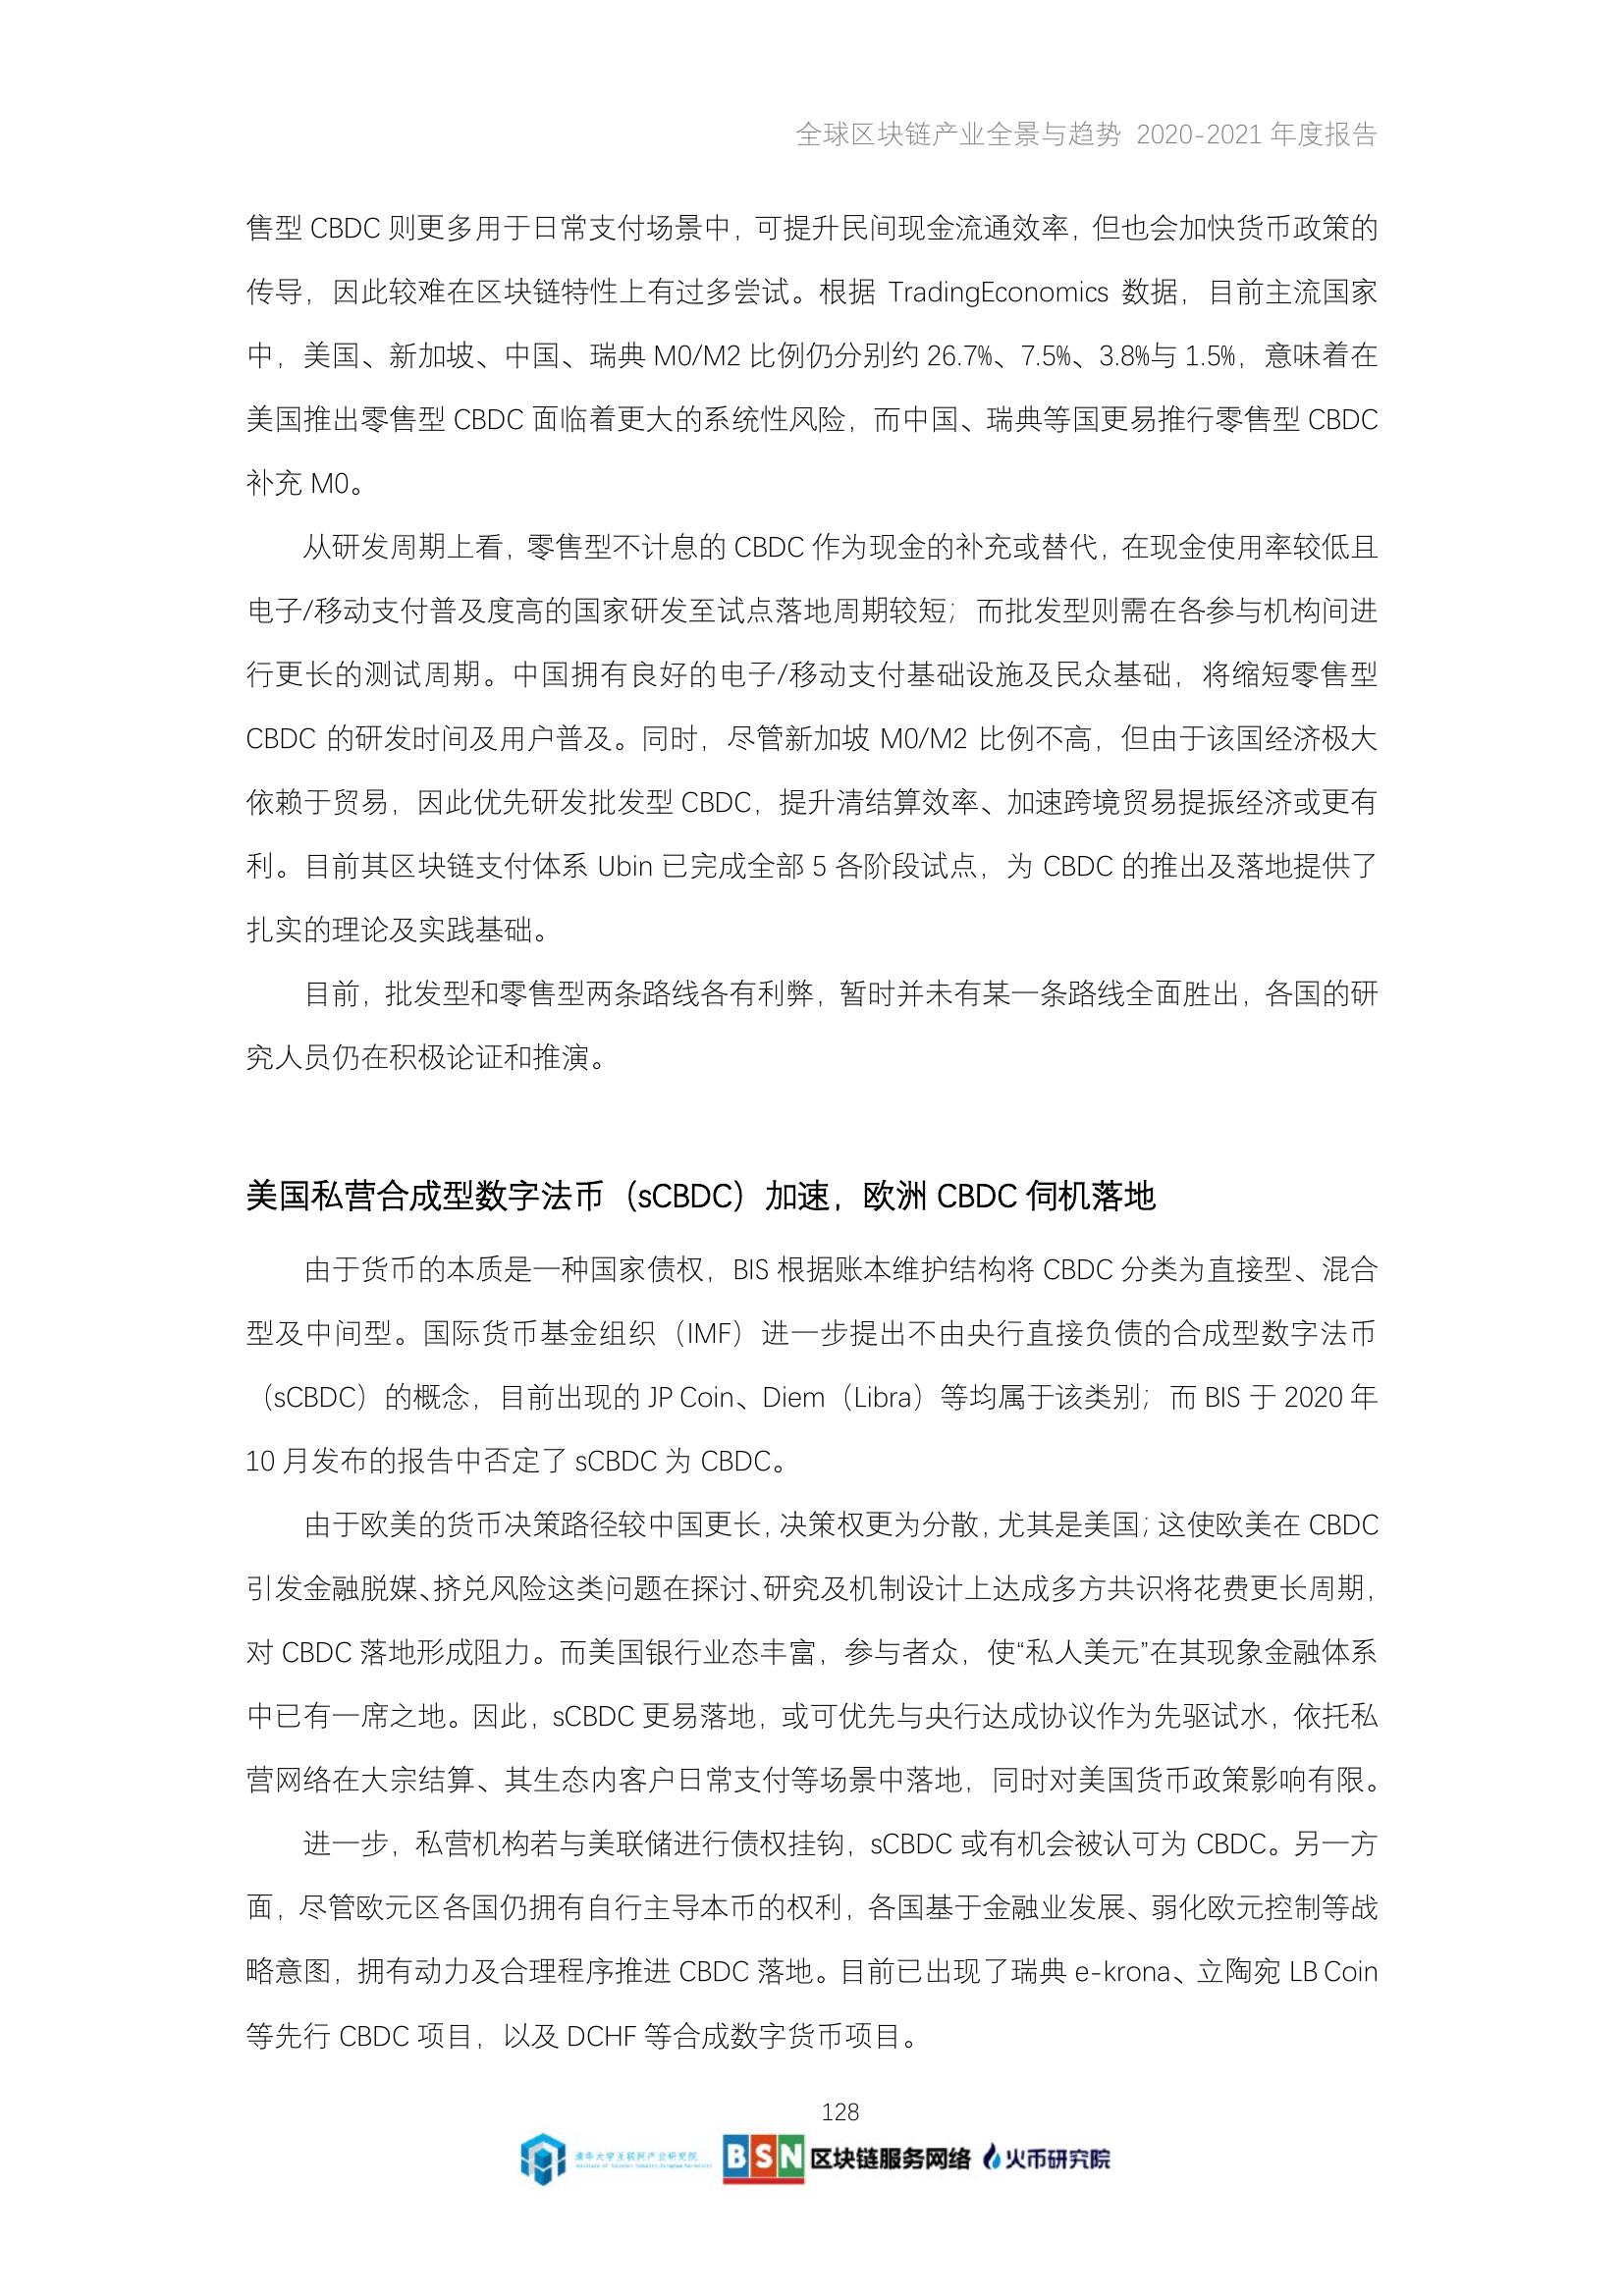 全球区块链产业全景与趋势 2020-2021 年度报告
售型 CBDC 则更多用于日常支付场景中，可提升民间现金流通效率，但也会加快货币政策的
传导，因此较难在区块链特性上有过多尝试。根据 TradingEconomics 数据，目前主流国家
中，美国、新加坡、中国、瑞典 M0/M2 比例仍分别约 26.7%、7.5%、3.8%与 1.5%，意味着在
美国推出零售型 CBDC 面临着更大的系统性风险，而中国、瑞典等国更易推行零售型 CBDC
补充 M0。
从研发周期上看，零售型不计息的 CBDC 作为现金的补充或替代，在现金使用率较低且
电子/移动支付普及度高的国家研发至试点落地周期较短；而批发型则需在各参与机构间进
行更长的测试周期。中国拥有良好的电子/移动支付基础设施及民众基础，将缩短零售型
CBDC 的研发时间及用户普及。同时，尽管新加坡 M0/M2 比例不高，但由于该国经济极大
依赖于贸易，因此优先研发批发型 CBDC，提升清结算效率、加速跨境贸易提振经济或更有
利。目前其区块链支付体系 Ubin 已完成全部 5 各阶段试点，为 CBDC 的推出及落地提供了
扎实的理论及实践基础。
目前，批发型和零售型两条路线各有利弊，暂时并未有某一条路线全面胜出，各国的研
究人员仍在积极论证和推演。
美国私营合成型数字法币（sCBDC）加速，欧洲 CBDC 伺机落地
由于货币的本质是一种国家债权，BIS 根据账本维护结构将 CBDC 分类为直接型、混合
型及中间型。国际货币基金组织（IMF）进一步提出不由央行直接负债的合成型数字法币
（sCBDC）的概念，目前出现的 JP Coin、Diem（Libra）等均属于该类别；而 BIS 于 2020 年
10 月发布的报告中否定了 sCBDC 为 CBDC。
由于欧美的货币决策路径较中国更长，决策权更为分散，尤其是美国；这使欧美在 CBDC
引发金融脱媒、挤兑风险这类问题在探讨、研究及机制设计上达成多方共识将花费更长周期，
对 CBDC 落地形成阻力。而美国银行业态丰富，参与者众，使“私人美元”在其现象金融体系
中已有一席之地。因此，sCBDC 更易落地，或可优先与央行达成协议作为先驱试水，依托私
营网络在大宗结算、其生态内客户日常支付等场景中落地，同时对美国货币政策影响有限。
进一步，私营机构若与美联储进行债权挂钩，sCBDC 或有机会被认可为 CBDC。另一方
面，尽管欧元区各国仍拥有自行主导本币的权利，各国基于金融业发展、弱化欧元控制等战
略意图，拥有动力及合理程序推进 CBDC 落地。目前已出现了瑞典 e-krona、立陶宛 LB Coin
等先行 CBDC 项目，以及 DCHF 等合成数字货币项目。
128
清华大学互联网产业研究院
BSN 区块链服务网络 火币研究院